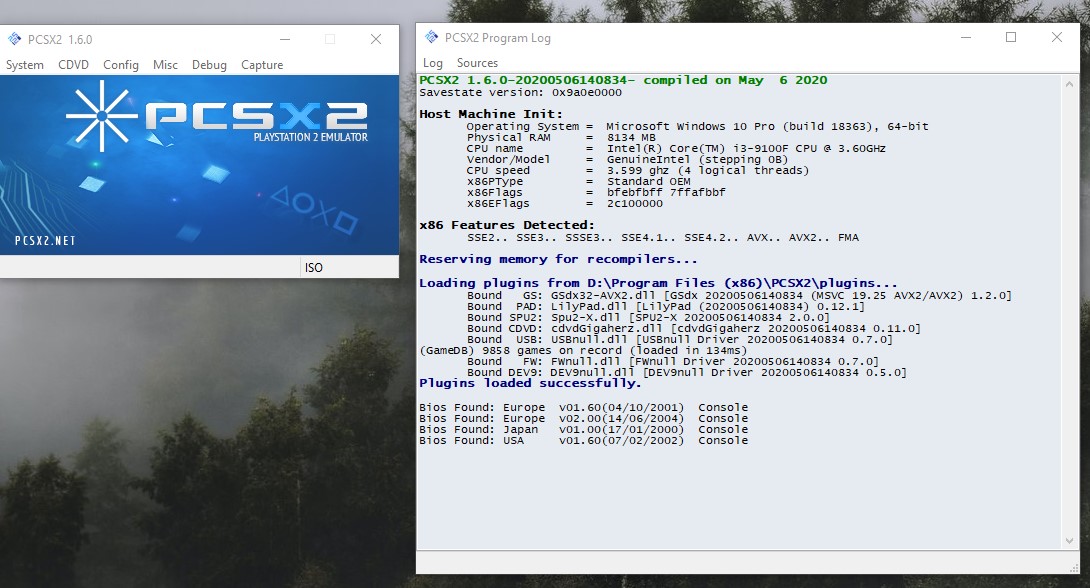 PCSX2 1.6.0
System CDVD Config Misc Debug Capture
PCSX2
PLAYSTATION 2 EMULATOR
PCSX2.NET
ISO
PCSX2 Program Log
Log Sources
PCSX2 1.6.0-20200506140834- compiled on May  6 2020
Savestate version: 0x9a0e0000
Host Machine Init:
Operating System =  Microsoft Windows 10 Pro (build 18363), 64-bit
Physical RAM     =  8134 MB
CPU name         =  Intel(R) Core(TM) i3-9100F CPU @ 3.60GHz
Vendor/Model     =  GenuineIntel (stepping 0B)
CPU speed        =  3.599 ghz (4 logical threads)
x86PType         =  Standard OEM
x86Flags         =  bfebfbff 7ffafbbf
x86EFlags        =  2c100000
x86 Features Detected:
SSE2.. SSE3.. SSSE3.. SSE4.1.. SSE4.2.. AVX.. AVX2.. FMA
Reserving memory for recompilers...
Loading plugins from D:\Program Files (x86)\PCSX2\plugins...
Bound   GS: GSdx32-AVX2.dll [GSdx 20200506140834 (MSVC 19.25 AVX2/AVX2) 1.2.0]
Bound  PAD: LilyPad.dll [LilyPad (20200506140834) 0.12.1]
Bound SPU2: Spu2-X.dll [SPU2-X 20200506140834 2.0.0]
Bound CDVD: cdvdGigaherz.dll [cdvdGigaherz 20200506140834 0.11.0]
Bound  USB: USBnull.dll [USBnull Driver 20200506140834 0.7.0]
(GameDB) 9858 games on record (loaded in 134ms)
Bound   FW: FWnull.dll [FWnull Driver 20200506140834 0.7.0]
Bound DEV9: DEV9null.dll [DEV9null Driver 20200506140834 0.5.0]
Plugins loaded successfully.
Bios Found: Europe  v01.60(04/10/2001)  Console
Bios Found: Europe  v02.00(14/06/2004)  Console
Bios Found: Japan   v01.00(17/01/2000)  Console
Bios Found: USA     v01.60(07/02/2002)  Console